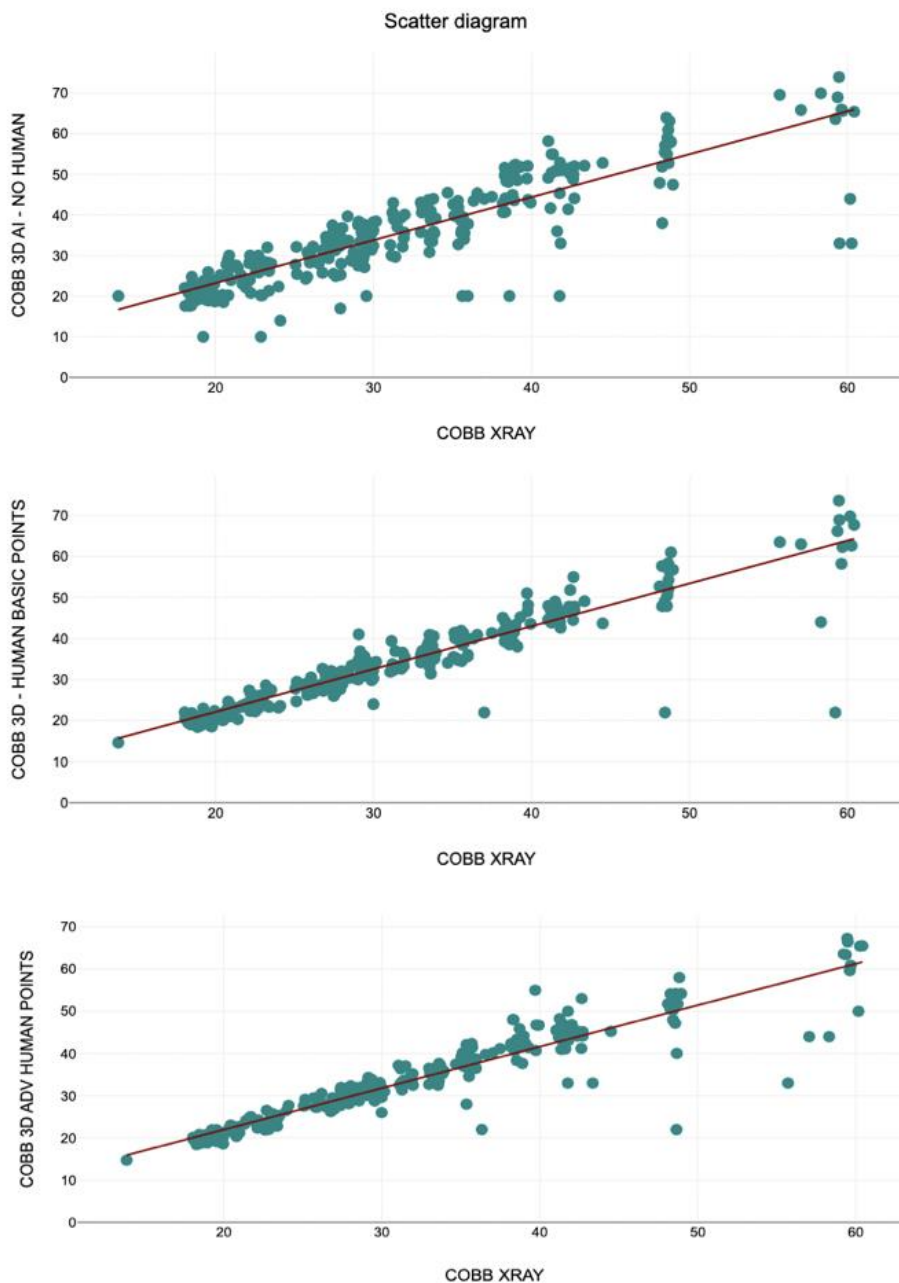 Scatter diagram
COBB 3D AI - NO HUMAN
70
60
50
40
30
20
10
0
20 30 40 50 60
COBB XRAY
COBB 3D - HUMAN BASIC POINTS
70
60
50
40
30
20
10
0
20 30 40 50 60
COBB XRAY
COBB 3D ADV HUMAN POINTS
70
60
50
40
30
20
10
0
20 30 40 50 60
COBB XRAY